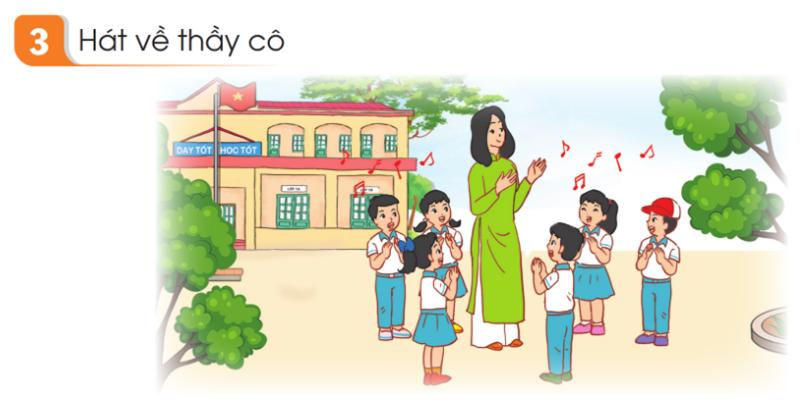 3 Hát về thầy cô
DẠY TỐT HỌC TỐT